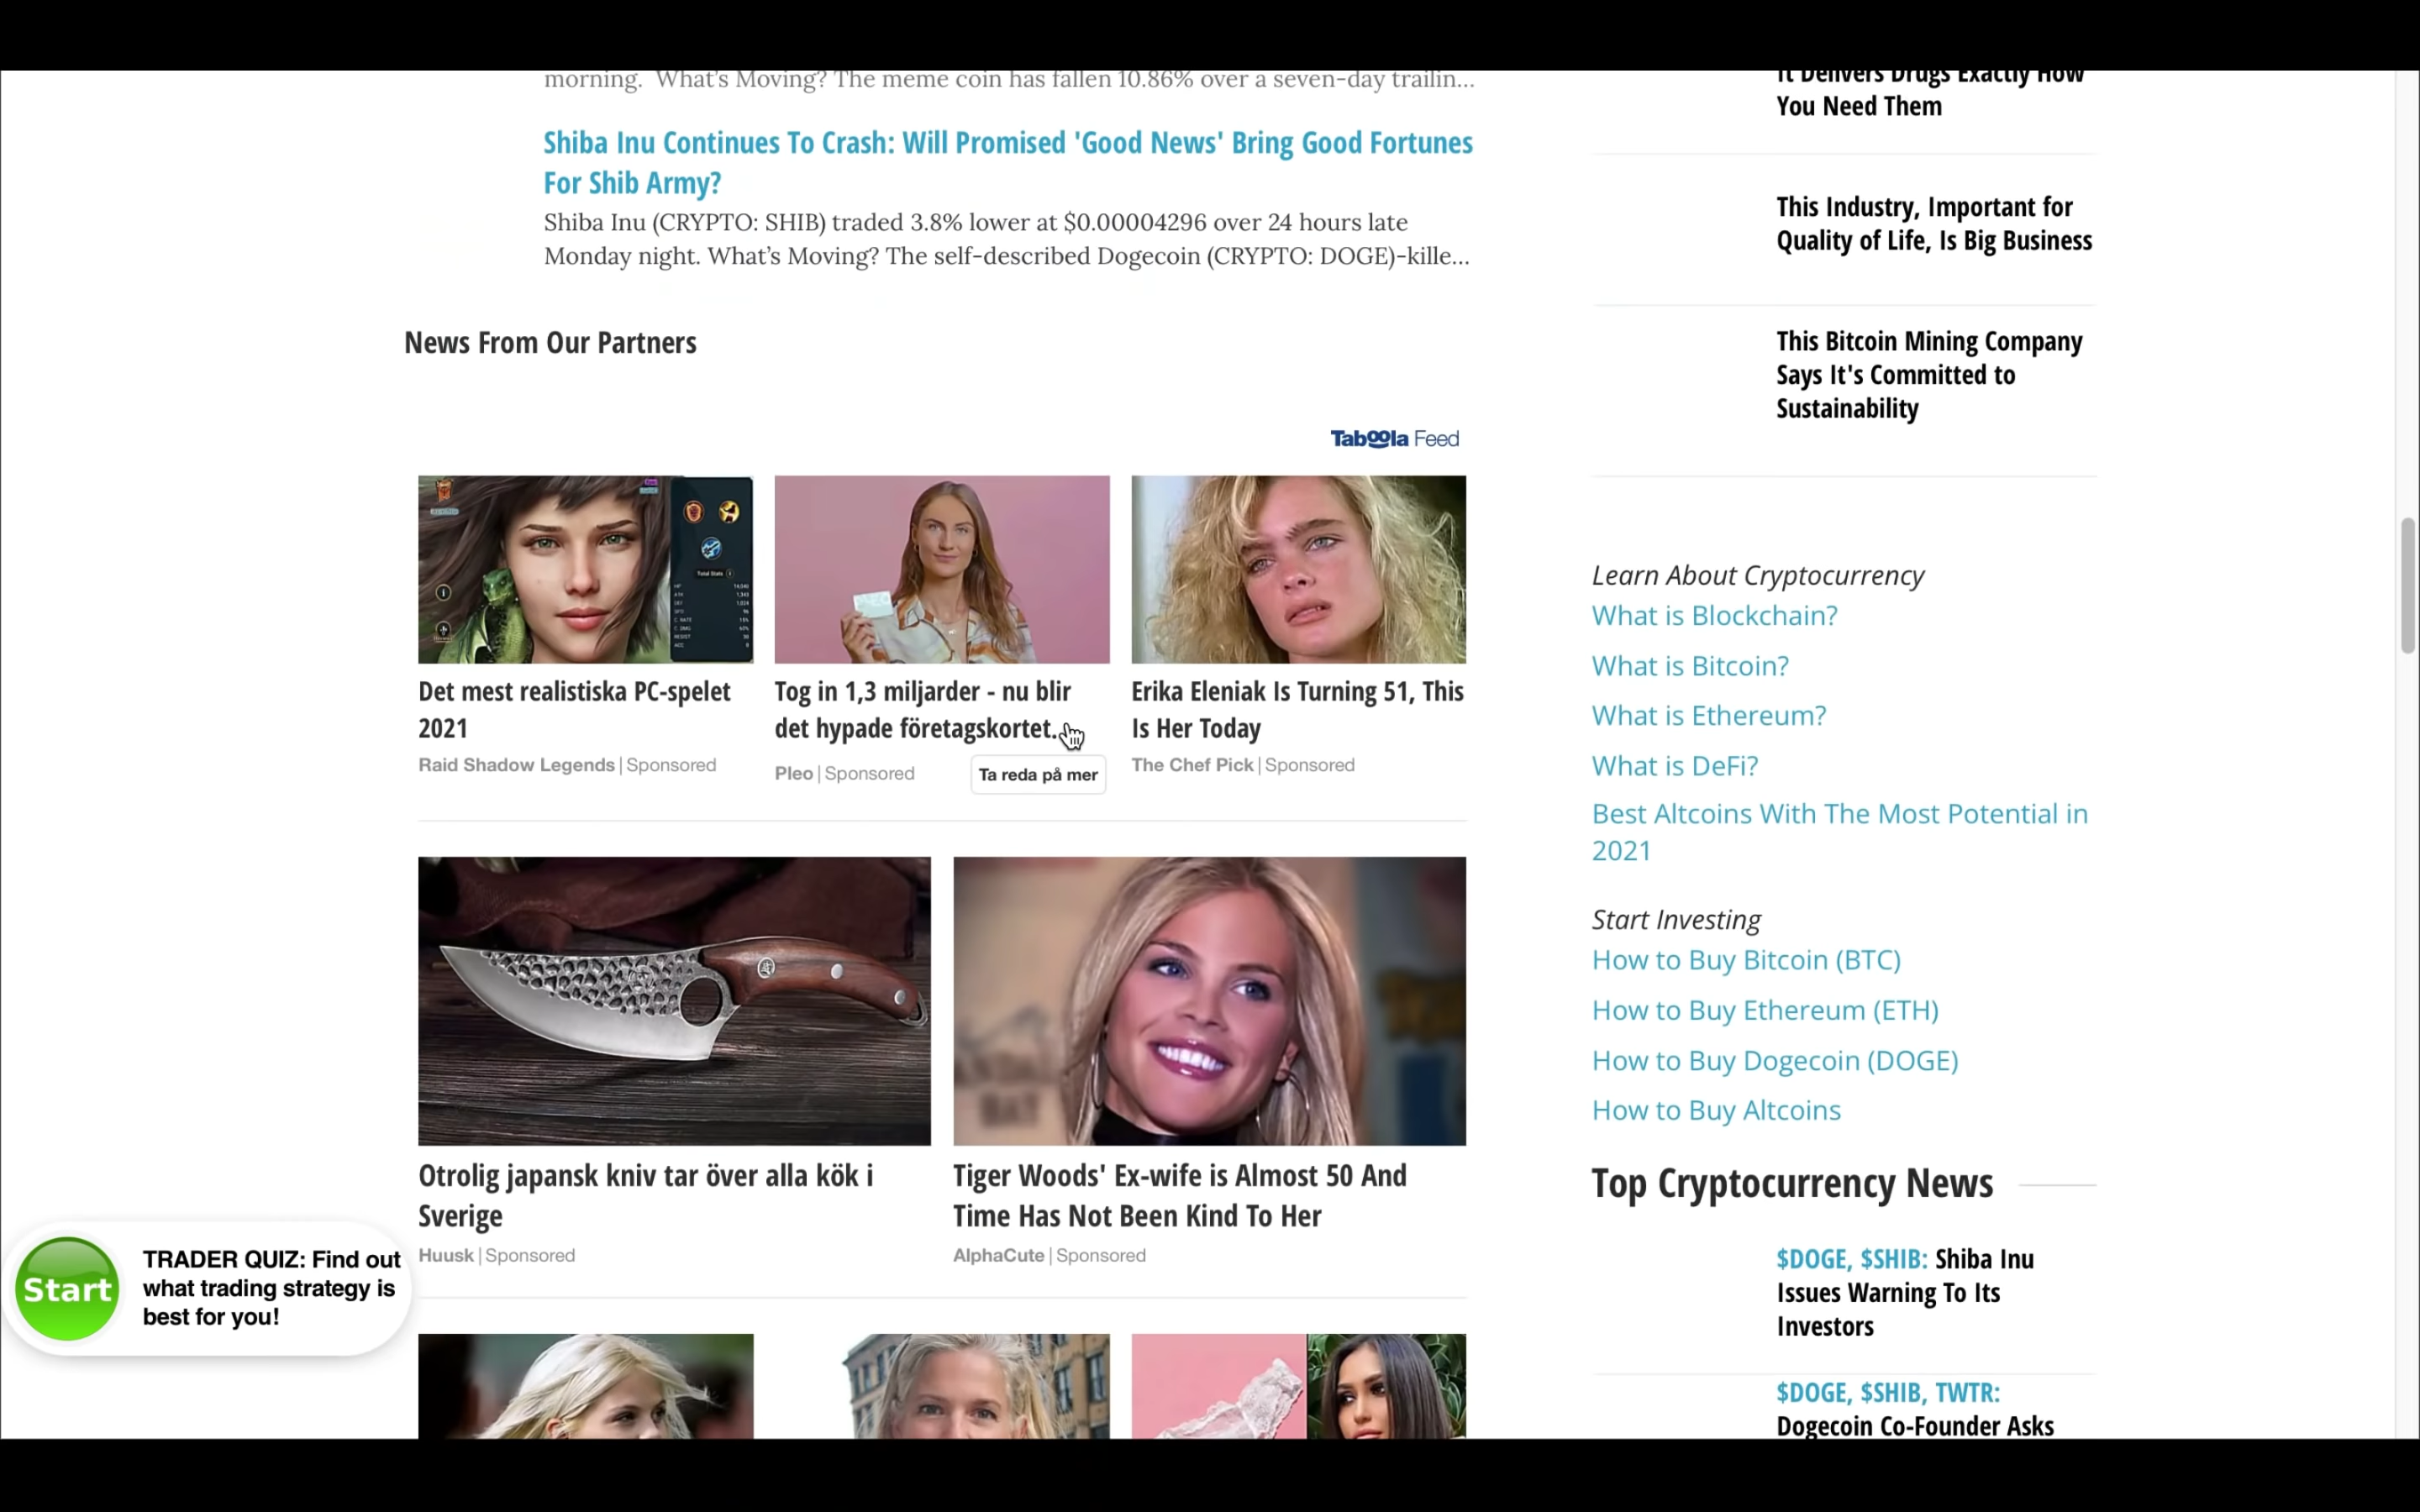 morning. What's Moving? The meme coin has fallen 10.86% over a seven-day trailin...
Shiba Inu Continues To Crash: Will Promised 'Good News' Bring Good Fortunes
For Shib Army?
Shiba Inu (CRYPTO: SHIB) traded 3.8% lower at $0.00004296 over 24 hours late
Monday night. What's Moving? The self-described Dogecoin (CRYPTO: DOGE)-kille...
News From Our Partners
Taboola Feed
Total Stats
Det mest realistiska PC-spelet
2021
Raid Shadow Legends | Sponsored
Tog in 1,3 miljarder - nu blir
det hypade företagskortet..
Pleo | Sponsored
Ta reda på mer
Erika Eleniak Is Turning 51, This
Is Her Today
The Chef Pick | Sponsored
Otrolig japansk kniv tar över alla kök i
Sverige
Huusk | Sponsored
Tiger Woods' Ex-wife is Almost 50 And
Time Has Not Been Kind To Her
AlphaCute | Sponsored
Start
TRADER QUIZ: Find out
what trading strategy is
best for you!
It Delivers Drugs Exactly How
You Need Them
This Industry, Important for
Quality of Life, Is Big Business
This Bitcoin Mining Company
Says It's Committed to
Sustainability
Learn About Cryptocurrency
What is Blockchain?
What is Bitcoin?
What is Ethereum?
What is DeFi?
Best Altcoins With The Most Potential in
2021
Start Investing
How to Buy Bitcoin (BTC)
How to Buy Ethereum (ETH)
How to Buy Dogecoin (DOGE)
How to Buy Altcoins
Top Cryptocurrency News
$DOGE, $SHIB: Shiba Inu
Issues Warning To Its
Investors
$DOGE, $SHIB, TWTR:
Dogecoin Co-Founder Asks